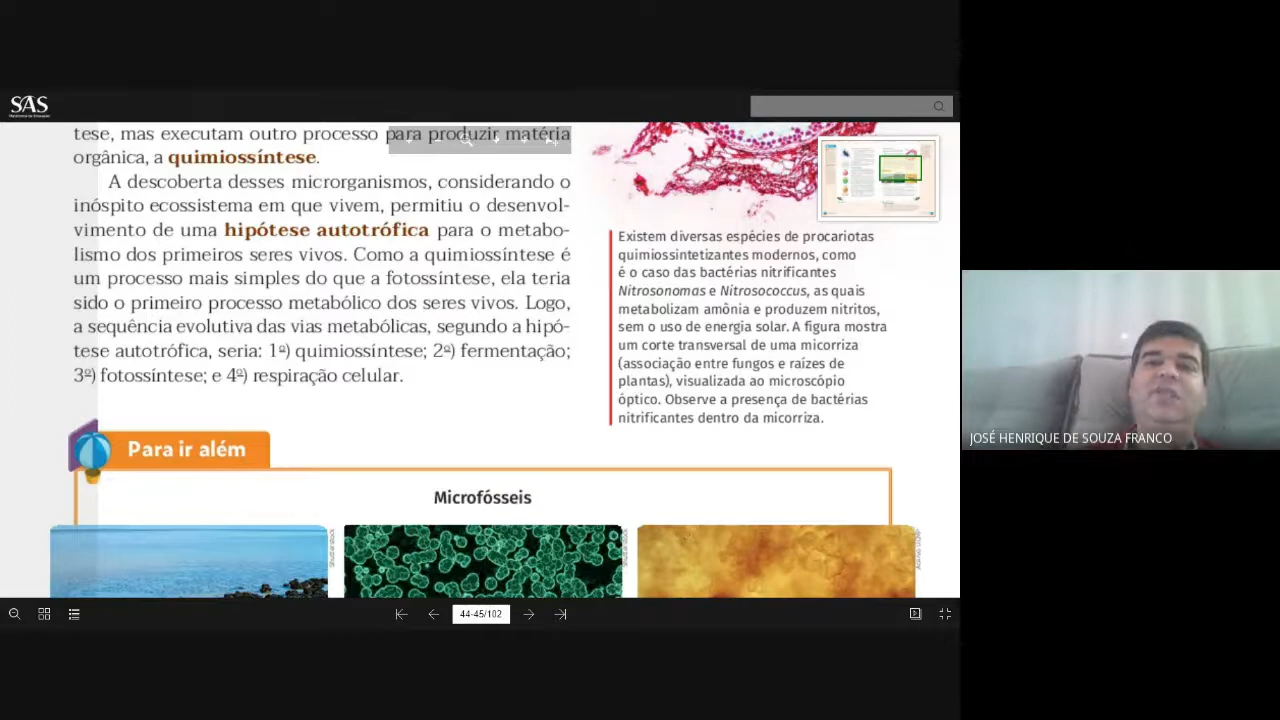 SAS
tese, mas executam outro processo para produzir matéria
orgânica, a quimiossíntese.
A descoberta desses microrganismos, considerando o
inóspito ecossistema em que vivem, permitiu o desenvol-
vimento de uma hipótese autotrófica para o metabo-
lismo dos primeiros seres vivos. Como a quimiossíntese é
um processo mais simples do que a fotossíntese, ela teria
sido o primeiro processo metabólico dos seres vivos. Logo,
a sequência evolutiva das vias metabólicas, segundo a hipó-
tese autotrófica, seria: 1ª) quimiossíntese; 2ª) fermentação;
3ª) fotossíntese; e 4ª) respiração celular.
Existem diversas espécies de procariotas
quimiossintetizantes modernos, como
é o caso das bactérias nitrificantes
Nitrosonomas e Nitrosococcus, as quais
metabolizam amônia e produzem nitritos,
sem o uso de energia solar. A figura mostra
um corte transversal de uma micorriza
(associação entre fungos e raízes de
plantas), visualizada ao microscópio
óptico. Observe a presença de bactérias
nitrificantes dentro da micorriza.
Para ir além
Microfósseis
Shutterstock
Shutterstock
44-45/102
JOSÉ HENRIQUE DE SOUZA FRANCO